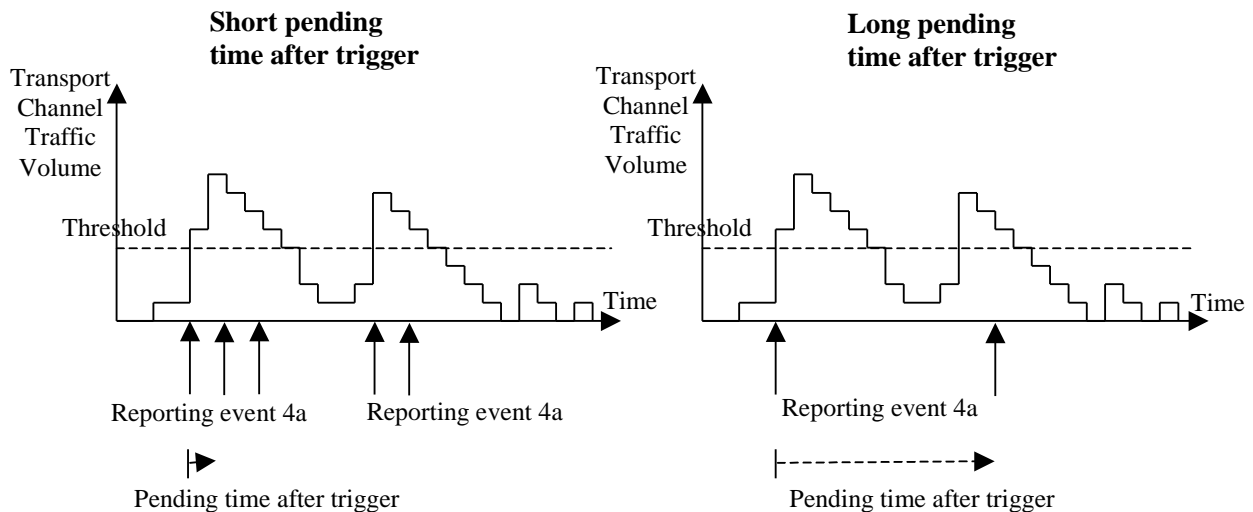 Short pending
time after trigger
Transport
Channel
Traffic
Volume
Threshold
Time
Reporting event 4a
Reporting event 4a
Pending time after trigger
Long pending
time after trigger
Transport
Channel
Traffic
Volume
Threshold
Time
Reporting event 4a
Pending time after trigger